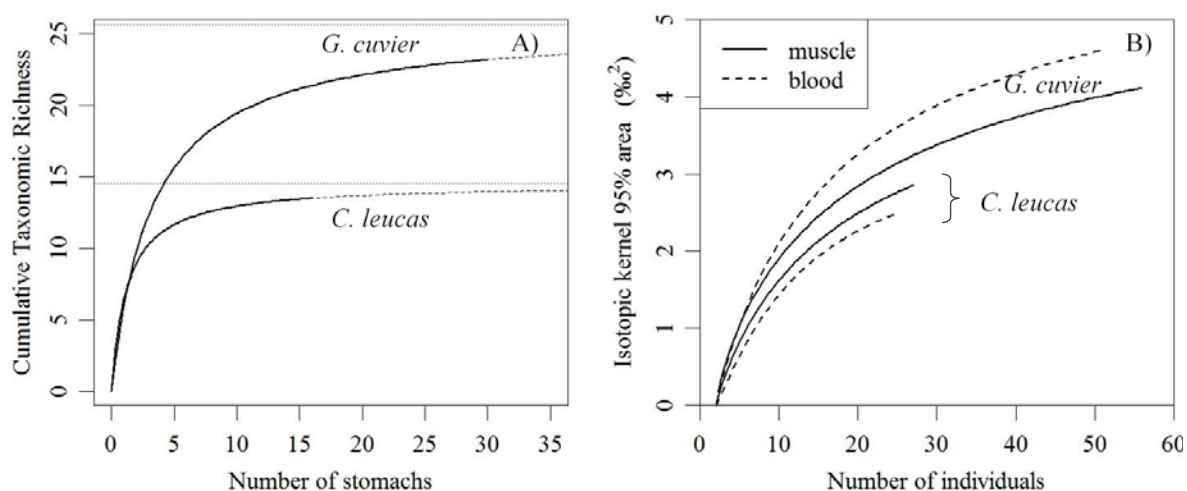 A)
G. cuvier
C. leucas
Cumulative Taxonomic Richness
0 5 10 15 20 25
0 5 10 15 20 25 30 35
Number of stomachs
B)
muscle
blood
G. cuvier
C. leucas
Isotopic kernel 95% area (‰²)
0 1 2 3 4 5
0 10 20 30 40 50 60
Number of individuals